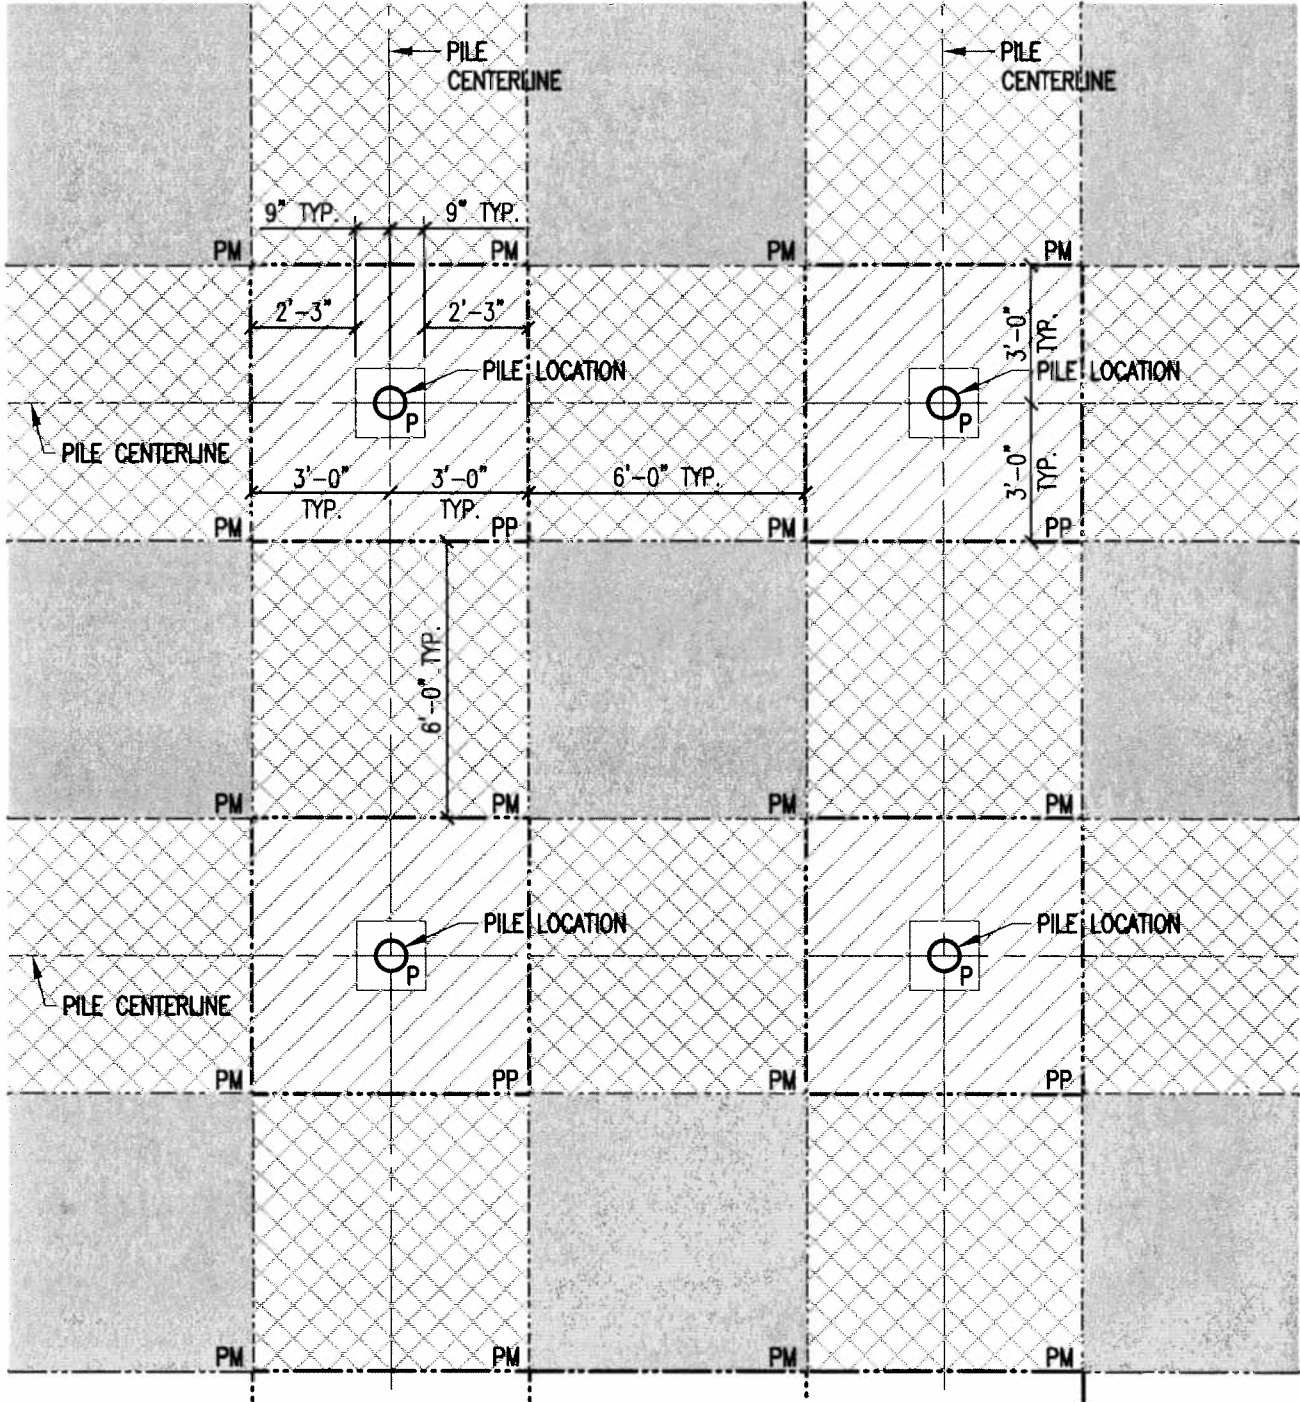 PILE
CENTERLINE
PILE
CENTERLINE
9" TYP.
9" TYP.
PM
PM
PM
2'-3"
2'-3"
3'-0"
TYP.
PILE LOCATION
PILE LOCATION
P
P
PILE CENTERLINE
3'-0"
TYP.
3'-0"
TYP.
6'-0" TYP.
3'-0"
TYP.
PM
PP
PM
PP
6'-0" TYP.
PM
PM
PM
PM
PILE LOCATION
PILE LOCATION
P
P
PILE CENTERLINE
PM
PP
PM
PP
PM
PM
PM
PM